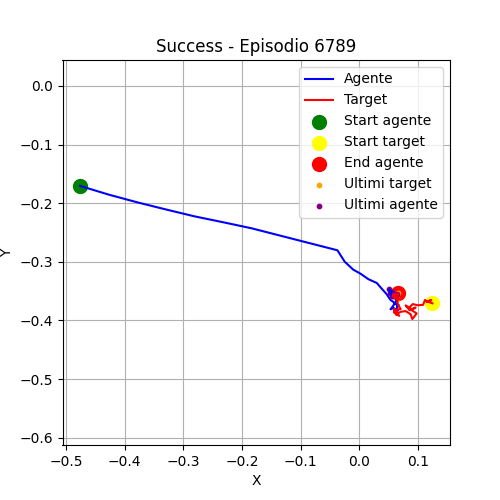 Success - Episodio 6789
Agente
Target
Start agente
Start target
End agente
Ultimi target
Ultimi agente
0.0
−0.1
−0.2
−0.3
−0.4
−0.5
−0.6
Y
−0.5
−0.4
−0.3
−0.2
−0.1
0.0
0.1
X